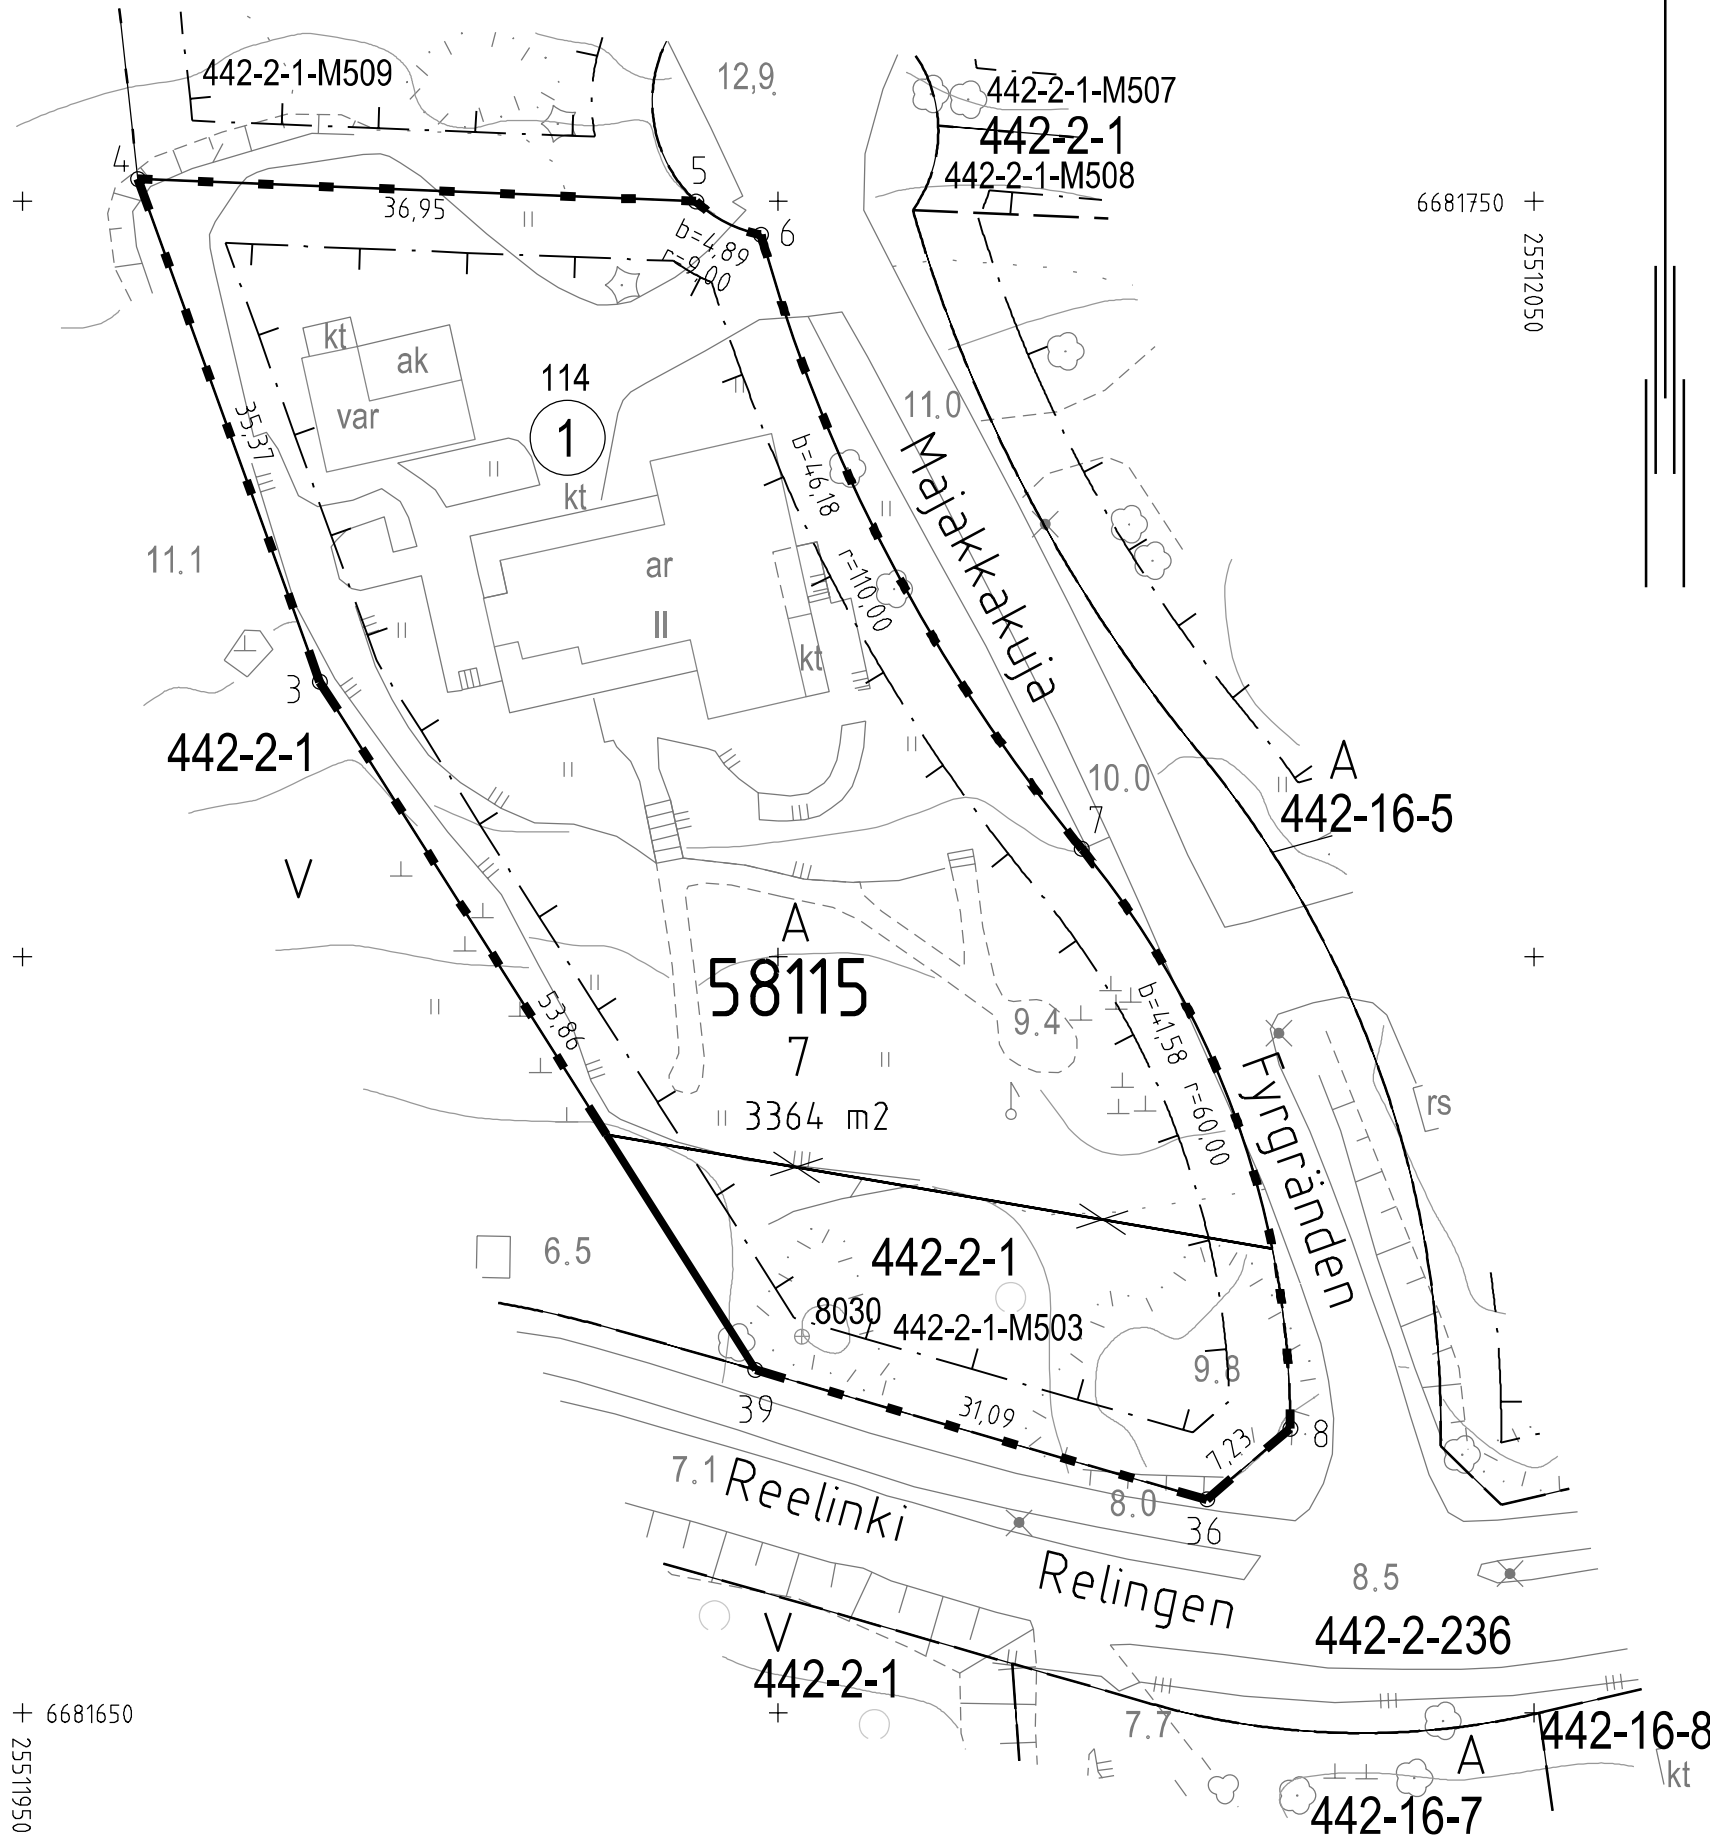 442-2-1-M509
12,9
442-2-1-M507
442-2-1
442-2-1-M508
4
5
6
36,95
b=4,89
r=9,00
6681750
25512050
kt
ak
var
114
1
kt
11.0
35,37
b=46,18
r=110,00
Majakkakuja
11.1
ar
II
kt
3
442-2-1
10.0
7
A
442-16-5
V
A
58115
7
3364 m2
53,86
9.4
b=41,58
r=60,00
Fyrgränden
rs
6.5
442-2-1
8030
442-2-1-M503
9.8
39
31,09
7.23
8
7.1
Reelinki
8.0
36
Relingen
8.5
442-2-236
V
442-2-1
6681650
25511950
7.7
442-16-8
A
kt
442-16-7